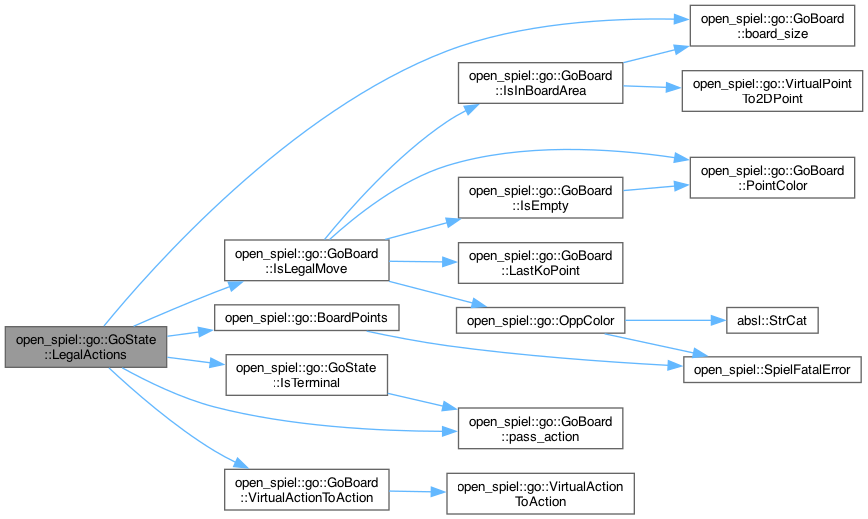 open_spiel::go::GoBoard
::board_size
open_spiel::go::GoBoard
::IsInBoardArea
open_spiel::go::VirtualPoint
To2DPoint
open_spiel::go::GoBoard
::PointColor
open_spiel::go::GoBoard
::IsEmpty
open_spiel::go::GoBoard
::IsLegalMove
open_spiel::go::GoBoard
::LastKoPoint
open_spiel::go::BoardPoints
open_spiel::go::OppColor
absl::StrCat
open_spiel::go::GoState
::LegalActions
open_spiel::go::GoState
::IsTerminal
open_spiel::SpielFatalError
open_spiel::go::GoBoard
::pass_action
open_spiel::go::GoBoard
::VirtualActionToAction
open_spiel::go::VirtualAction
ToAction